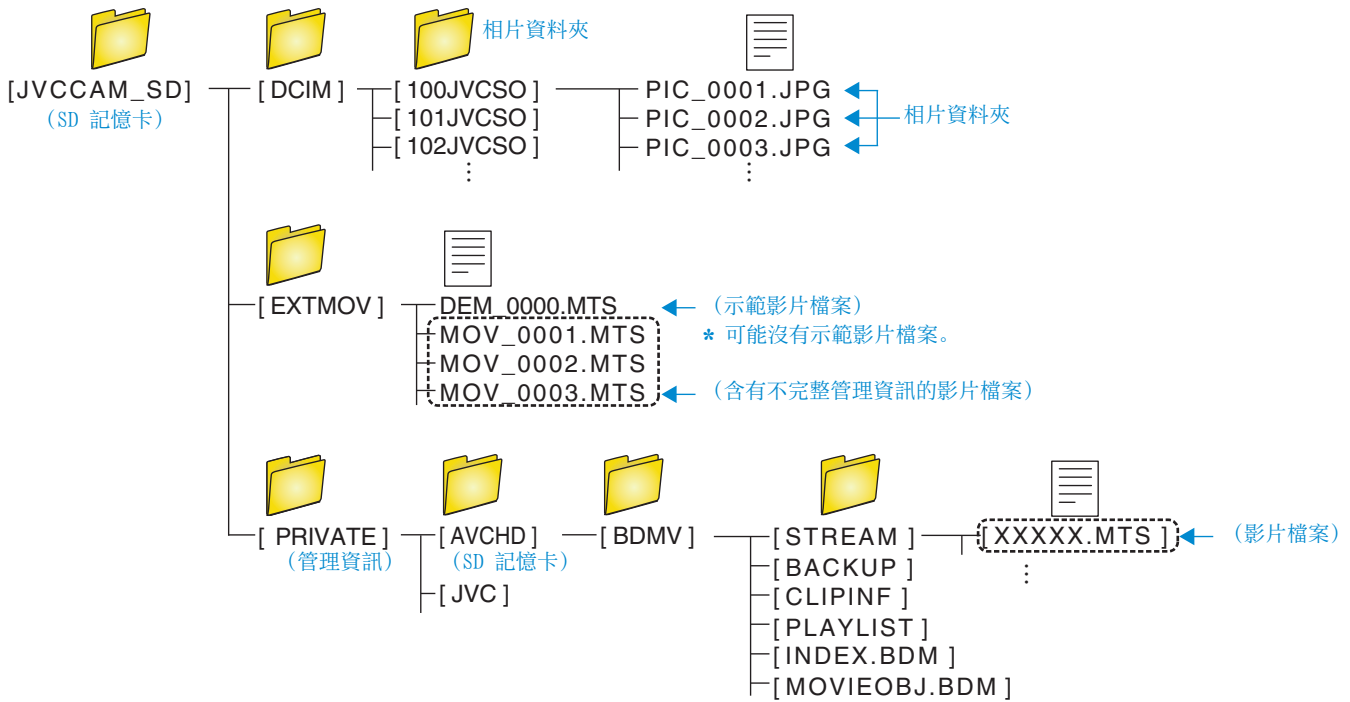 相片資料夾
[JVCCAM_SD] [ DCIM ] [ 100JVCSO ] PIC_0001.JPG
(SD 記憶卡) [ 101JVCSO ] PIC_0002.JPG 相片資料夾
[ 102JVCSO ] PIC_0003.JPG
[ EXTMOV ] DEM_0000.MTS (示範影片檔案)
MOV_0001.MTS * 可能沒有示範影片檔案。
MOV_0002.MTS
MOV_0003.MTS (含有不完整管理資訊的影片檔案)
[ PRIVATE ] [ AVCHD ] [ BDMV ] [ STREAM ] [ XXXXX.MTS ] (影片檔案)
(管理資訊) (SD 記憶卡) [ BACKUP ]
[ JVC ] [ CLIPINF ]
[ PLAYLIST ]
[ INDEX.BDM ]
[ MOVIEOBJ.BDM ]